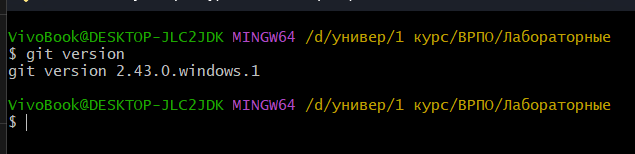 VivoBook@DESKTOP-JLC2JDK MINGW64 /d/универ/1 курс/ВРПО/Лабораторные
$ git version
git version 2.43.0.windows.1
VivoBook@DESKTOP-JLC2JDK MINGW64 /d/универ/1 курс/ВРПО/Лабораторные
$